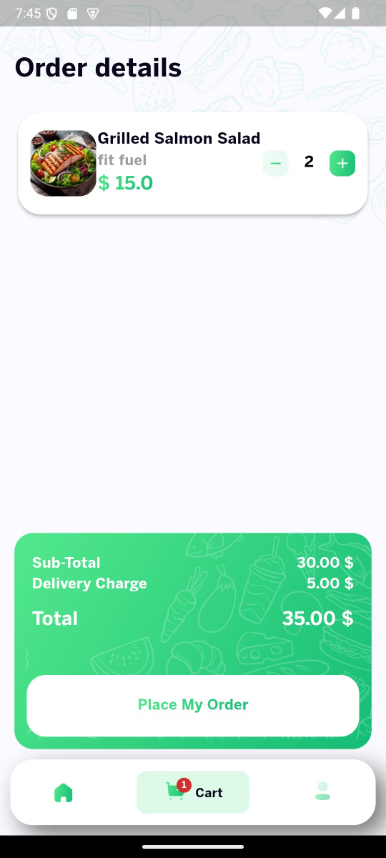 7:45
Order details
Grilled Salmon Salad
fit fuel
$ 15.0
− 2 +
Sub-Total 30.00 $
Delivery Charge 5.00 $
Total 35.00 $
Place My Order
1
Cart